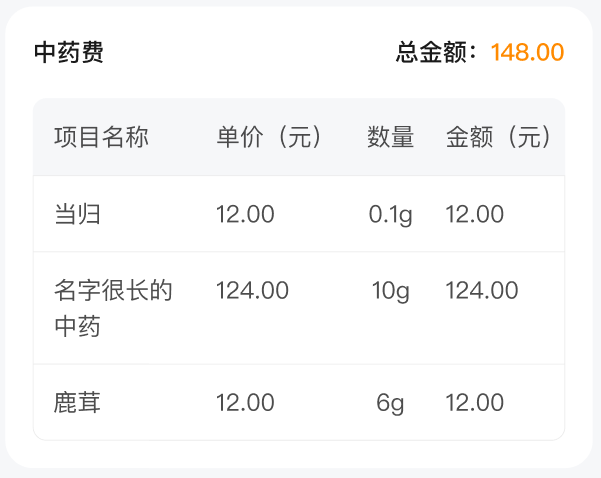 中药费 总金额：148.00
项目名称 单价（元） 数量 金额（元）
当归 12.00 0.1g 12.00
名字很长的 124.00 10g 124.00
中药
鹿茸 12.00 6g 12.00